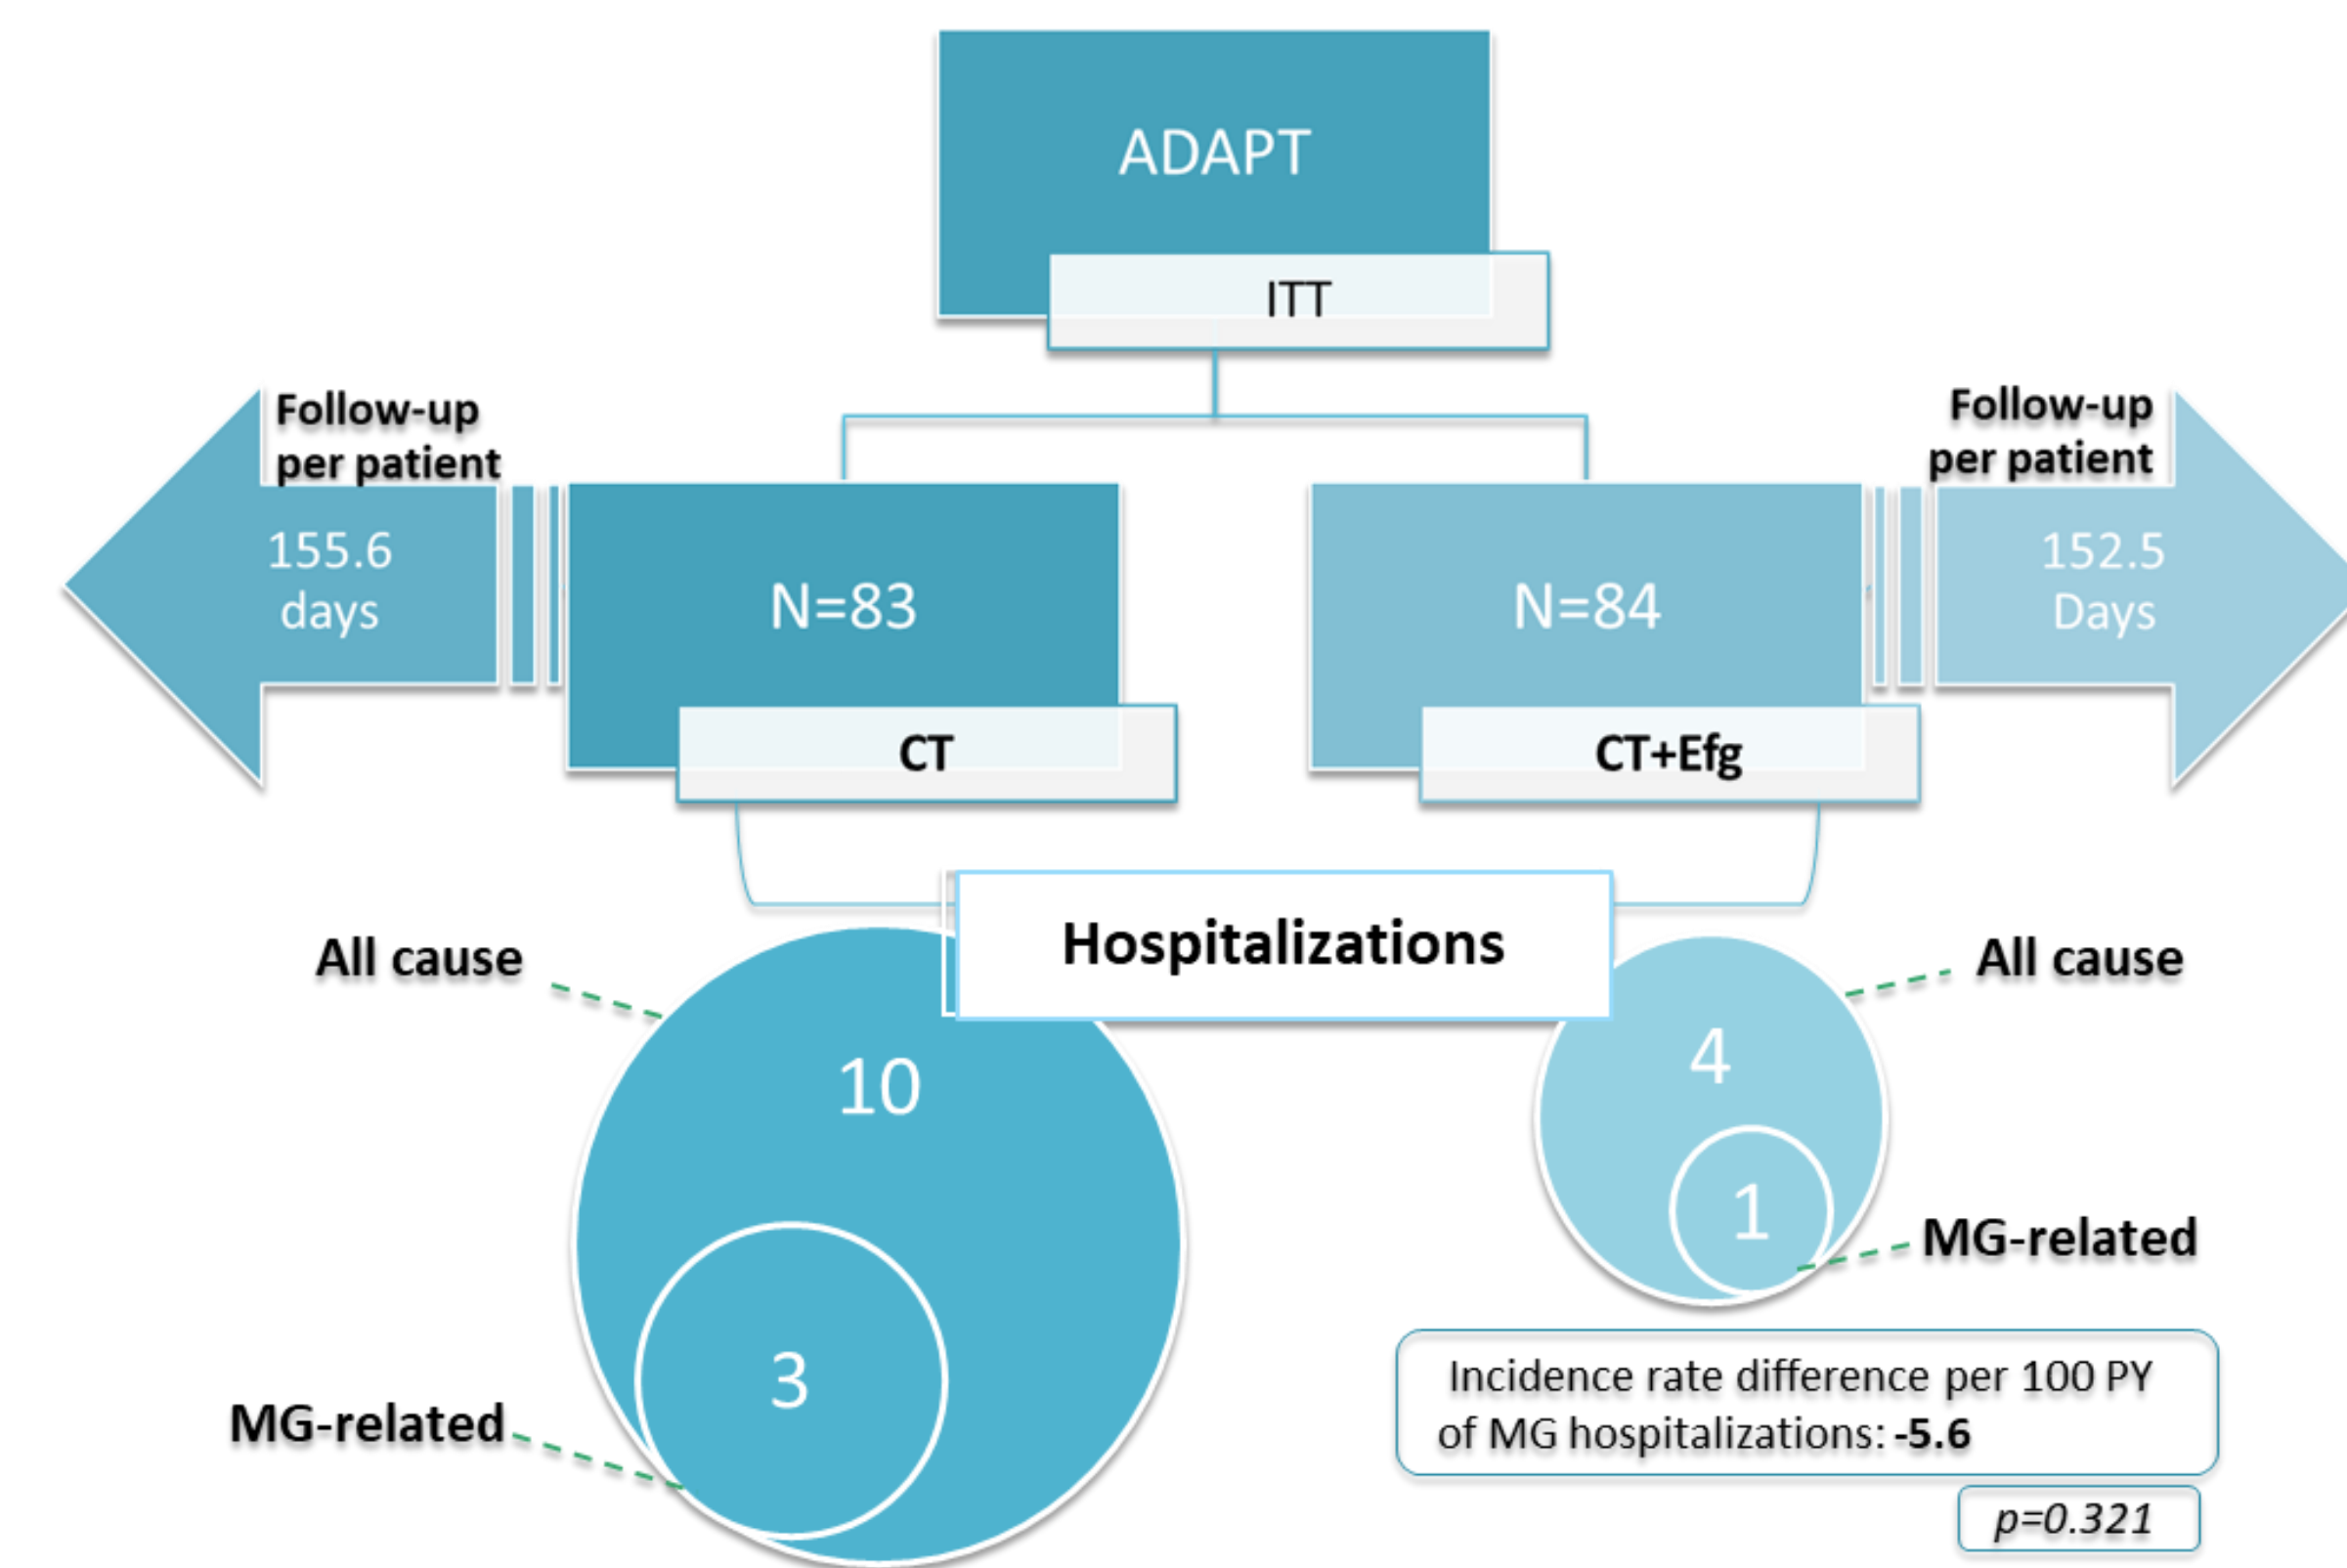 ADAPT
ITT
Follow-up
per patient
155.6
days
N=83
CT
N=84
CT+Efg
Follow-up
per patient
152.5
Days
Hospitalizations
All cause
10
3
MG-related
All cause
4
1
MG-related
Incidence rate difference per 100 PY
of MG hospitalizations: -5.6
p=0.321